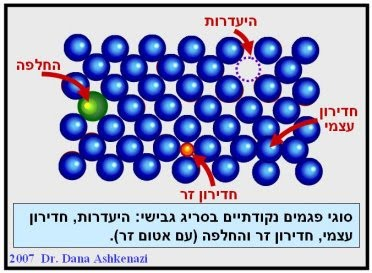 היעדרות
החלפה
חדירון
עצמי
חדירון זר
סוגי פגמים נקודתיים בסריג גבישי: היעדרות, חדירון
עצמי, חדירון זר והחלפה (עם אטום זר).
2007 Dr. Dana Ashkenazi